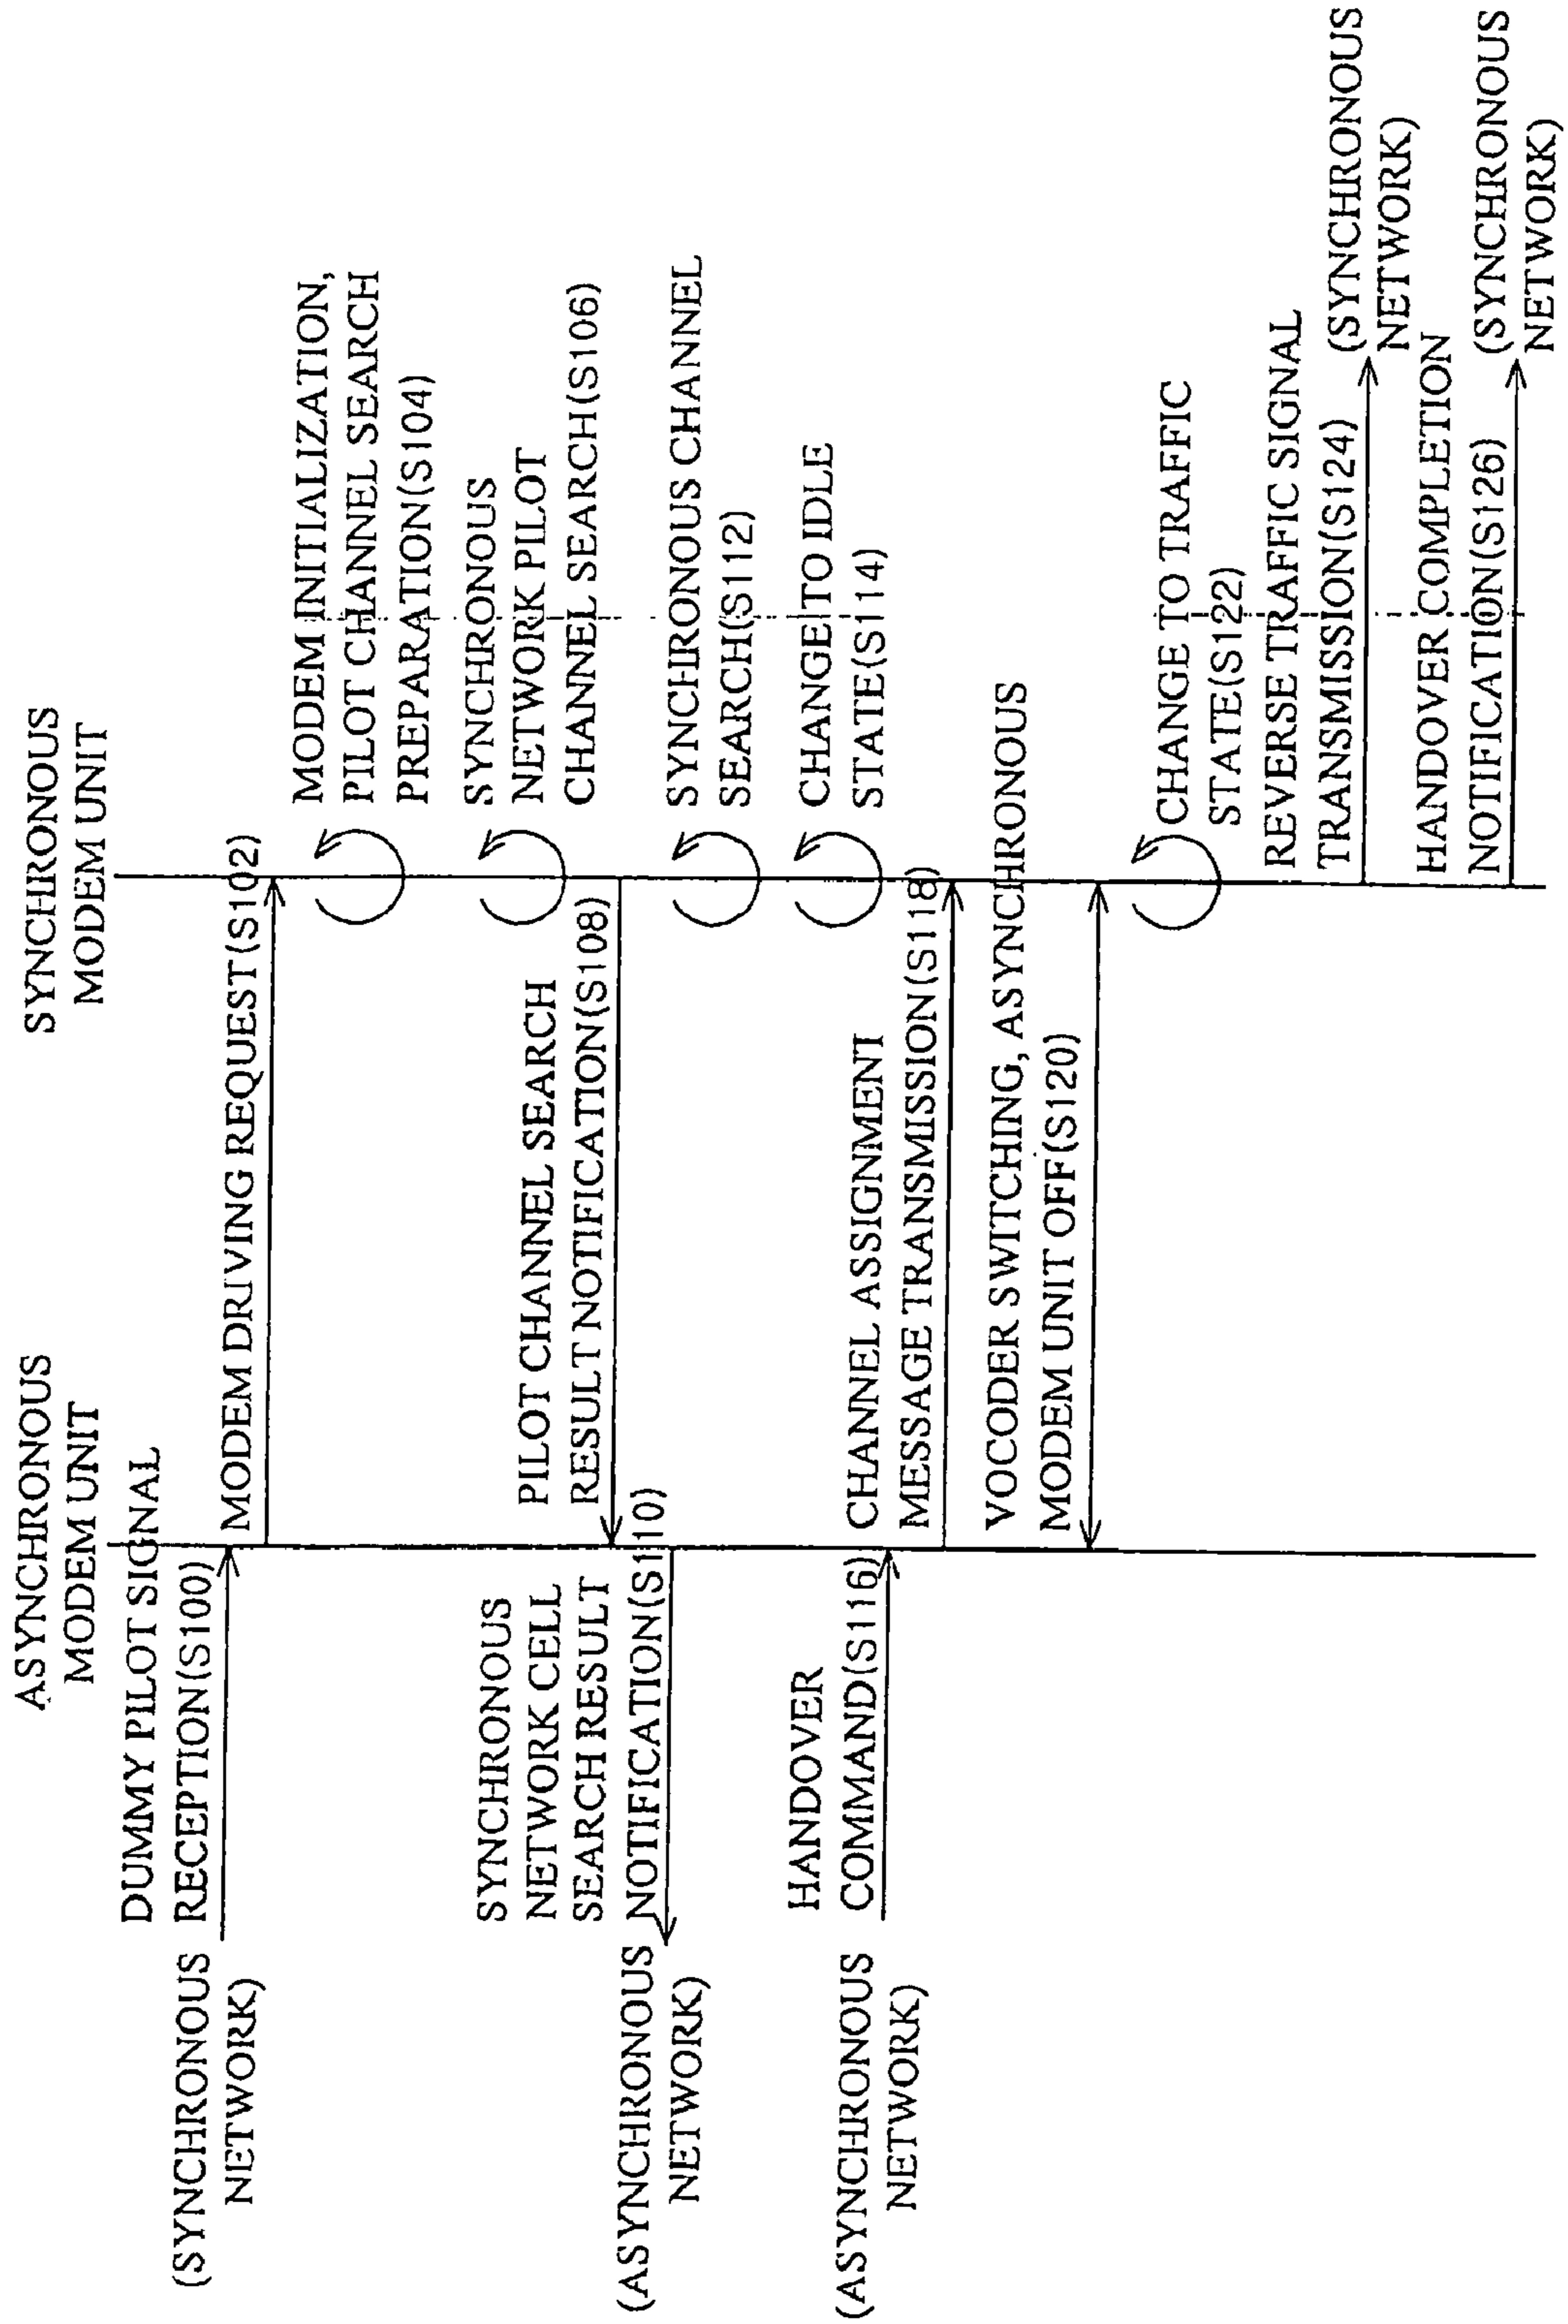 ASYNCHRONOUS
MODEM UNIT
SYNCHRONOUS
MODEM UNIT
DUMMY PILOT SIGNAL
RECEPTION(S100)
(SYNCHRONOUS
NETWORK)
MODEM DRIVING REQUEST(S102)
MODEM INITIALIZATION,
PILOT CHANNEL SEARCH
PREPARATION(S104)
SYNCHRONOUS
NETWORK PILOT
CHANNEL SEARCH(S106)
PILOT CHANNEL SEARCH
RESULT NOTIFICATION(S108)
SYNCHRONOUS
NETWORK CELL
SEARCH RESULT
NOTIFICATION(S110)
(ASYNCHRONOUS
NETWORK)
SYNCHRONOUS CHANNEL
SEARCH(S112)
CHANGE TO IDLE
STATE(S114)
HANDOVER
COMMAND(S116)
(ASYNCHRONOUS
NETWORK)
CHANNEL ASSIGNMENT
MESSAGE TRANSMISSION(S118)
VOCODER SWITCHING, ASYNCHRONOUS
MODEM UNIT OFF(S120)
CHANGE TO TRAFFIC
STATE(S122)
REVERSE TRAFFIC SIGNAL
TRANSMISSION(S124)
(SYNCHRONOUS
NETWORK)
HANDOVER COMPLETION
NOTIFICATION(S126)
(SYNCHRONOUS
NETWORK)